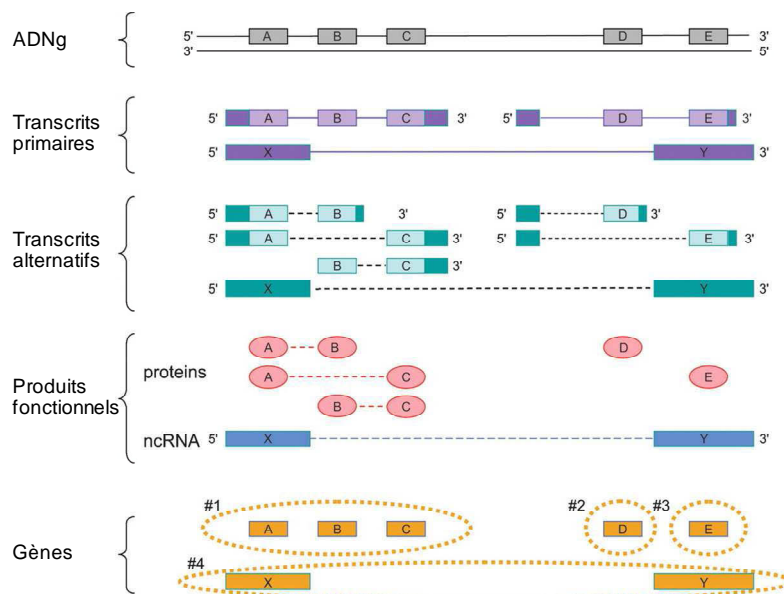 ADNg
5' A B C D E 3'
3' 5'
Transcrits
primaires
5' A B C 3' 5' D E 3'
5' X Y 3'
Transcrits
alternatifs
5' A B 3' 5' D 3'
5' A C 3' 5' E 3'
B C 3'
5' X Y 3'
Produits
fonctionnels
proteins
A B D
A C E
B C
ncRNA 5' X Y 3'
Gènes
#1 #2 #3
A B C D E
#4
X Y